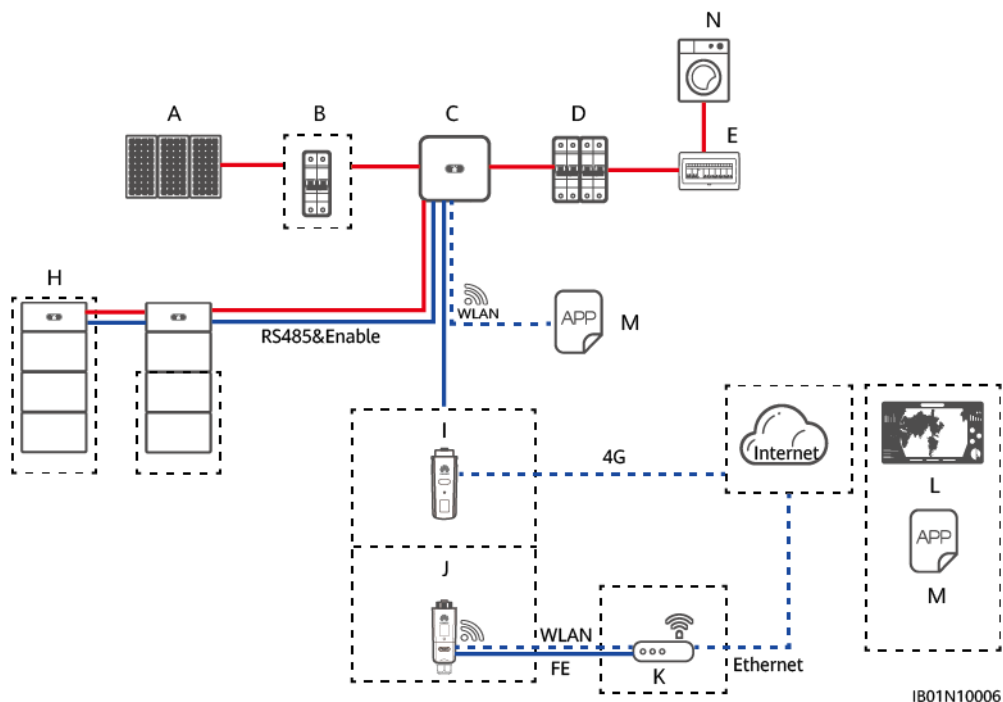 N
A
B
C
D
E
H
WLAN
APP
M
RS485&Enable
I
4G
Internet
L
APP
M
J
WLAN
FE
K
Ethernet
IB01N10006